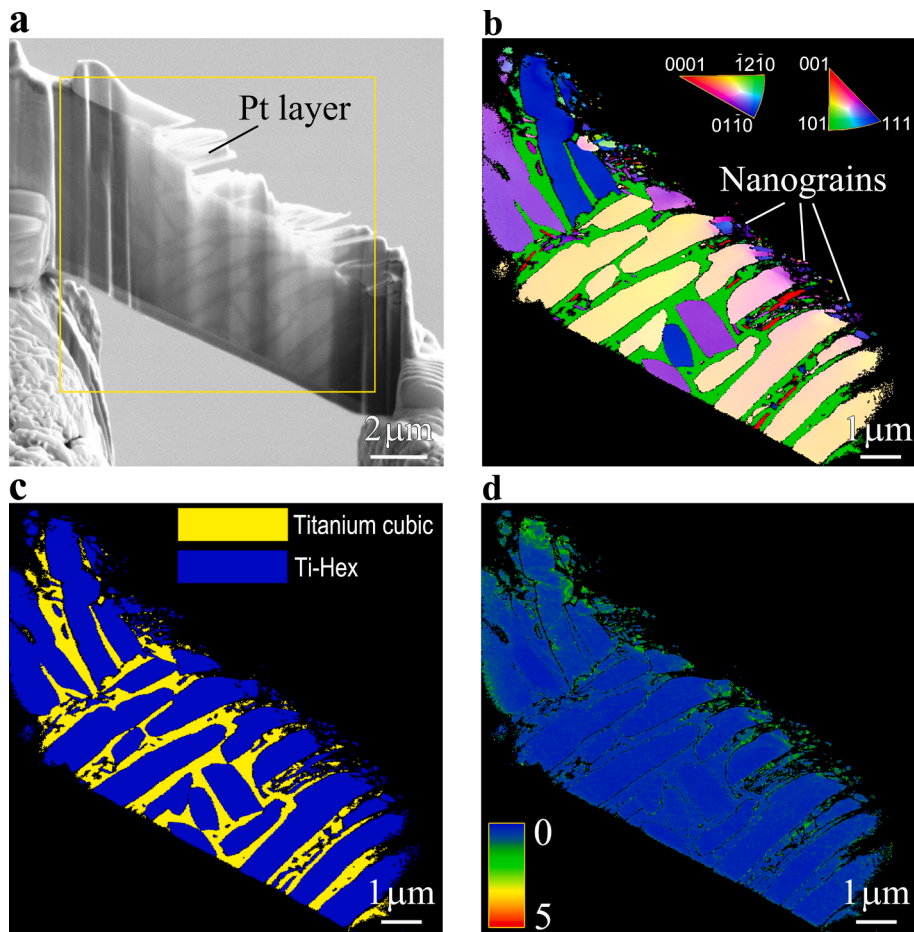 a
Pt layer
2 μm
b
0001
1̄21̄0
011̄0
001
101
111
Nanograins
1 μm
c
Titanium cubic
Ti-Hex
1 μm
d
0
5
1 μm